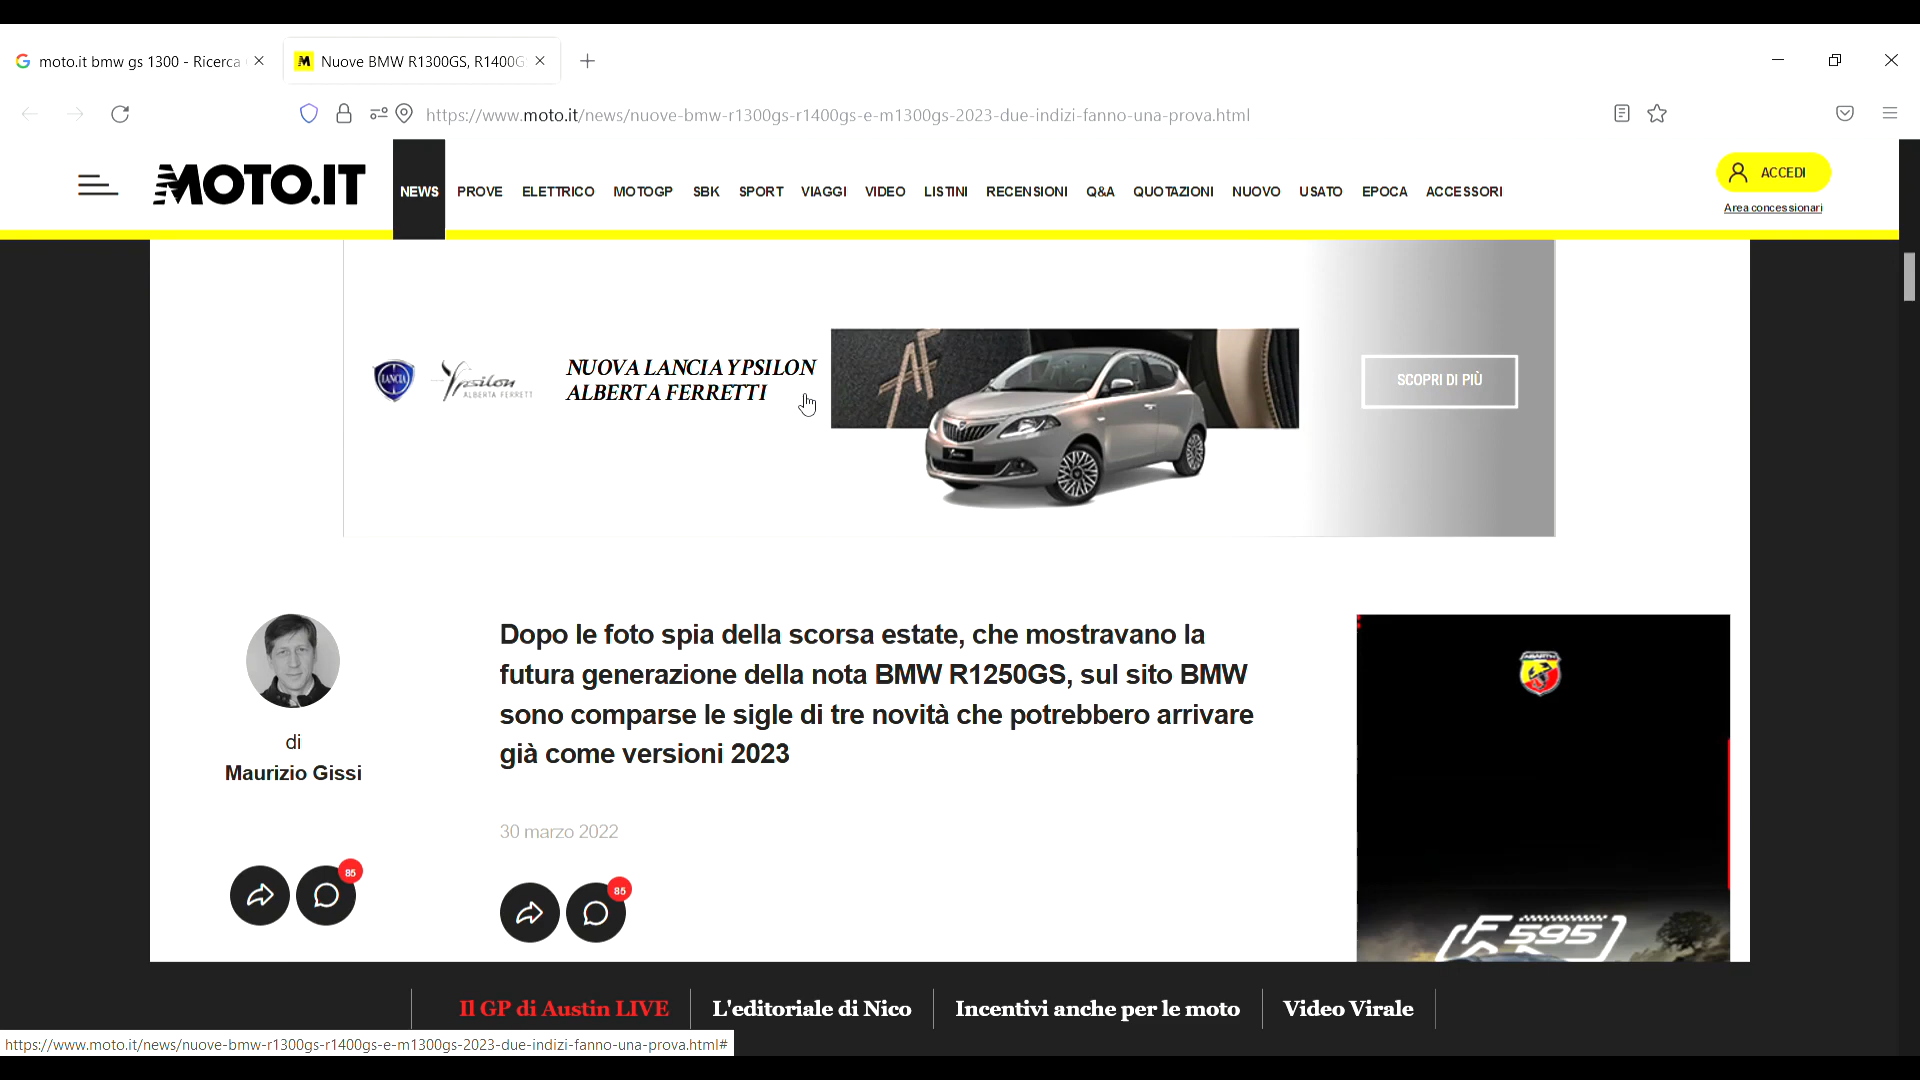 moto.it bmw gs 1300 - Ricerca
Nuove BMW R1300GS, R1400G
https://www.moto.it/news/nuove-bmw-r1300gs-r1400gs-e-m1300gs-2023-due-indizi-fanno-una-prova.html
MOTO.IT
NEWS PROVE ELETTRICO MOTOGP SBK SPORT VIAGGI VIDEO LISTINI RECENSIONI Q&A QUOTAZIONI NUOVO USATO EPOCA ACCESSORI
ACCEDI
Area concessionari
LANCIA
Ypsilon
ALBERTA FERRETT
NUOVA LANCIA YPSILON
ALBERTA FERRETTI
SCOPRI DI PIÙ
di
Maurizio Gissi
85
Dopo le foto spia della scorsa estate, che mostravano la
futura generazione della nota BMW R1250GS, sul sito BMW
sono comparse le sigle di tre novità che potrebbero arrivare
già come versioni 2023
30 marzo 2022
85
ABARTH
F595
Il GP di Austin LIVE L'editoriale di Nico Incentivi anche per le moto Video Virale
https://www.moto.it/news/nuove-bmw-r1300gs-r1400gs-e-m1300gs-2023-due-indizi-fanno-una-prova.html#